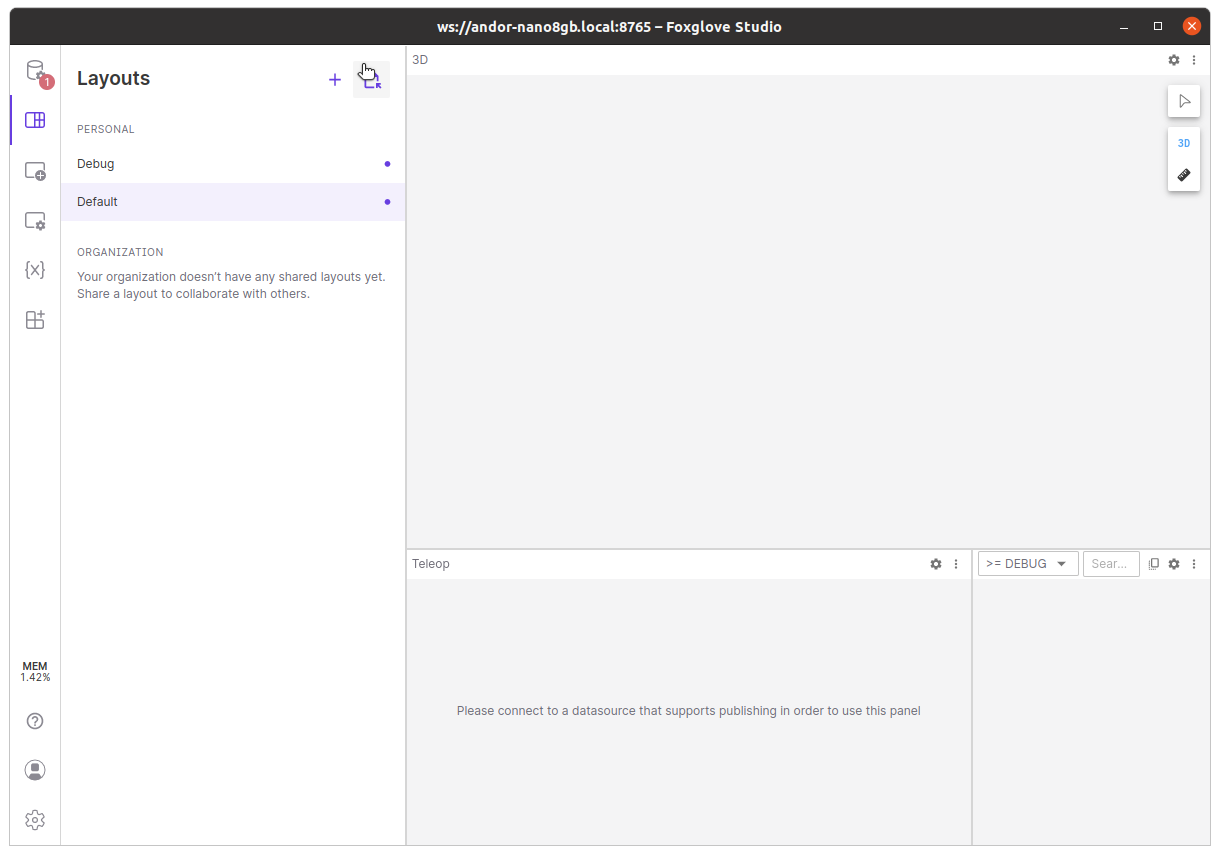 ws://andor-nano8gb.local:8765 – Foxglove Studio
1
Layouts
PERSONAL
Debug
Default
ORGANIZATION
Your organization doesn’t have any shared layouts yet.
Share a layout to collaborate with others.
MEM
1.42%
3D
3D
Teleop
Please connect to a datasource that supports publishing in order to use this panel
>= DEBUG
Sear...